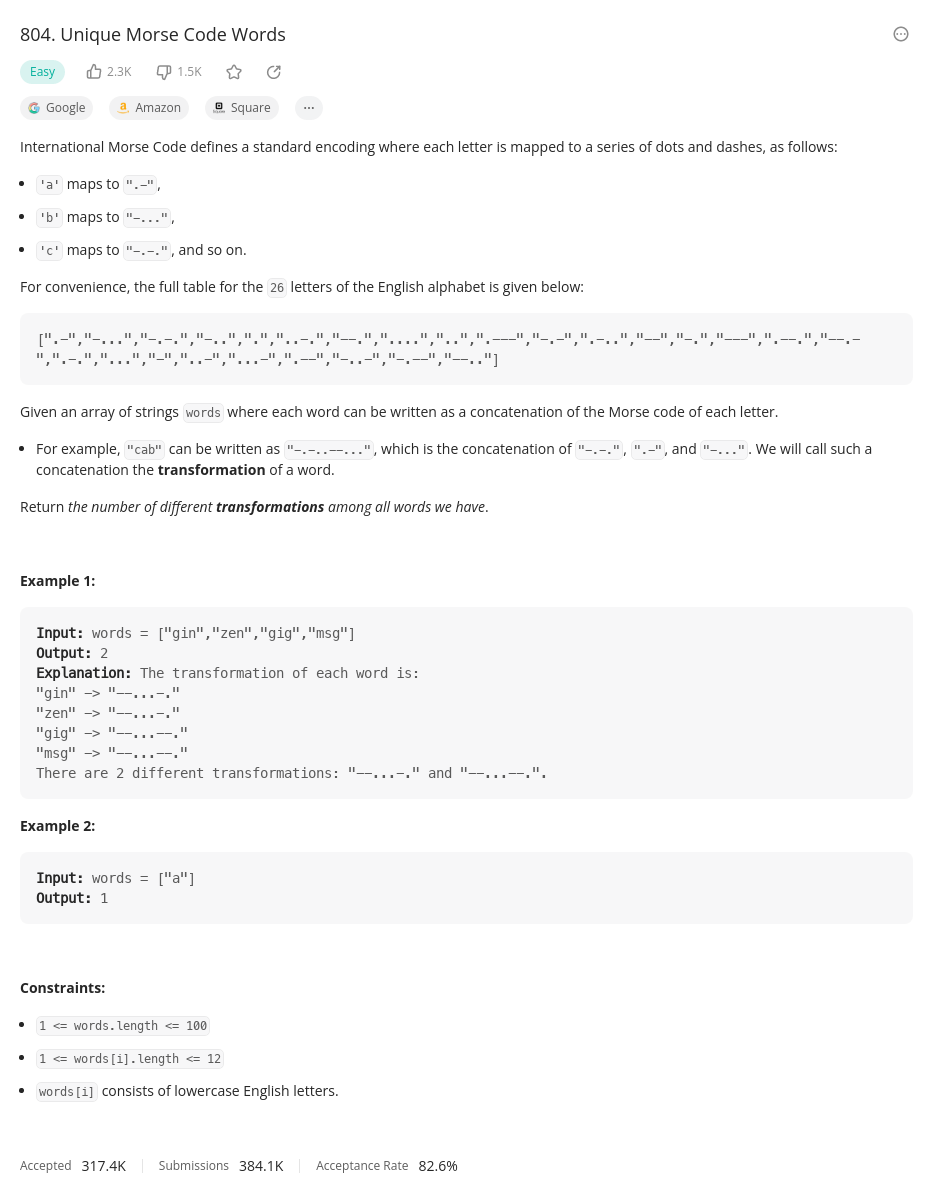 804. Unique Morse Code Words
Easy 2.3K 1.5K
Google Amazon Square ...
International Morse Code defines a standard encoding where each letter is mapped to a series of dots and dashes, as follows:
• 'a' maps to ".-",
• 'b' maps to "-...",
• 'c' maps to "-.-.", and so on.
For convenience, the full table for the 26 letters of the English alphabet is given below:
[".-","-...","-.-.","-..",".","..-.","--.","....","..",".---","-.-",".-..","--","-.","---",".--.","--.-
",".-.","...","-","..-","...-",".--","-..-","-.--","--.."]
Given an array of strings words where each word can be written as a concatenation of the Morse code of each letter.
• For example, "cab" can be written as "-.-..--...", which is the concatenation of "-.-.", ".-", and "-...". We will call such a
concatenation the transformation of a word.
Return the number of different transformations among all words we have.
Example 1:
Input: words = ["gin","zen","gig","msg"]
Output: 2
Explanation: The transformation of each word is:
"gin" -> "--...-."
"zen" -> "--...-."
"gig" -> "--...--."
"msg" -> "--...--."
There are 2 different transformations: "--...-." and "--...--.".
Example 2:
Input: words = ["a"]
Output: 1
Constraints:
• 1 <= words.length <= 100
• 1 <= words[i].length <= 12
• words[i] consists of lowercase English letters.
Accepted 317.4K Submissions 384.1K Acceptance Rate 82.6%